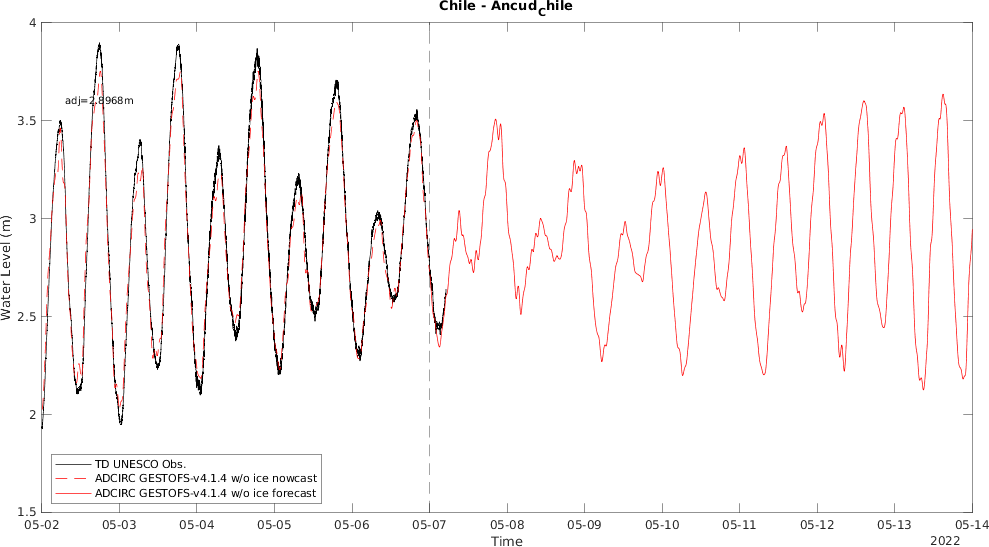 Chile - Ancud_Chile
4
3.5
3
2.5
2
1.5
Water Level (m)
adj=2.8968m
TD UNESCO Obs.
ADCIRC GESTOFS-v4.1.4 w/o ice nowcast
ADCIRC GESTOFS-v4.1.4 w/o ice forecast
05-02 05-03 05-04 05-05 05-06 05-07 05-08 05-09 05-10 05-11 05-12 05-13 05-14
Time
2022